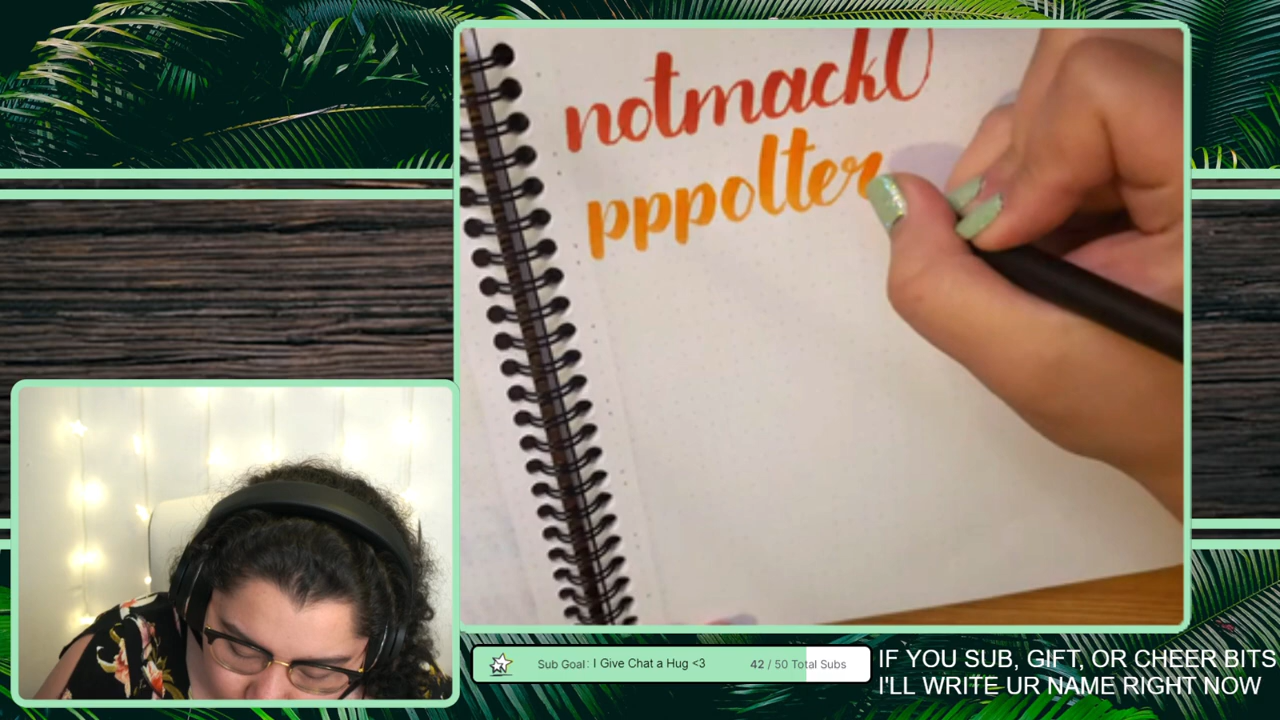 notmack0
pppolter
Sub Goal: I Give Chat a Hug <3 42 / 50 Total Subs
IF YOU SUB, GIFT, OR CHEER BITS
I'LL WRITE UR NAME RIGHT NOW